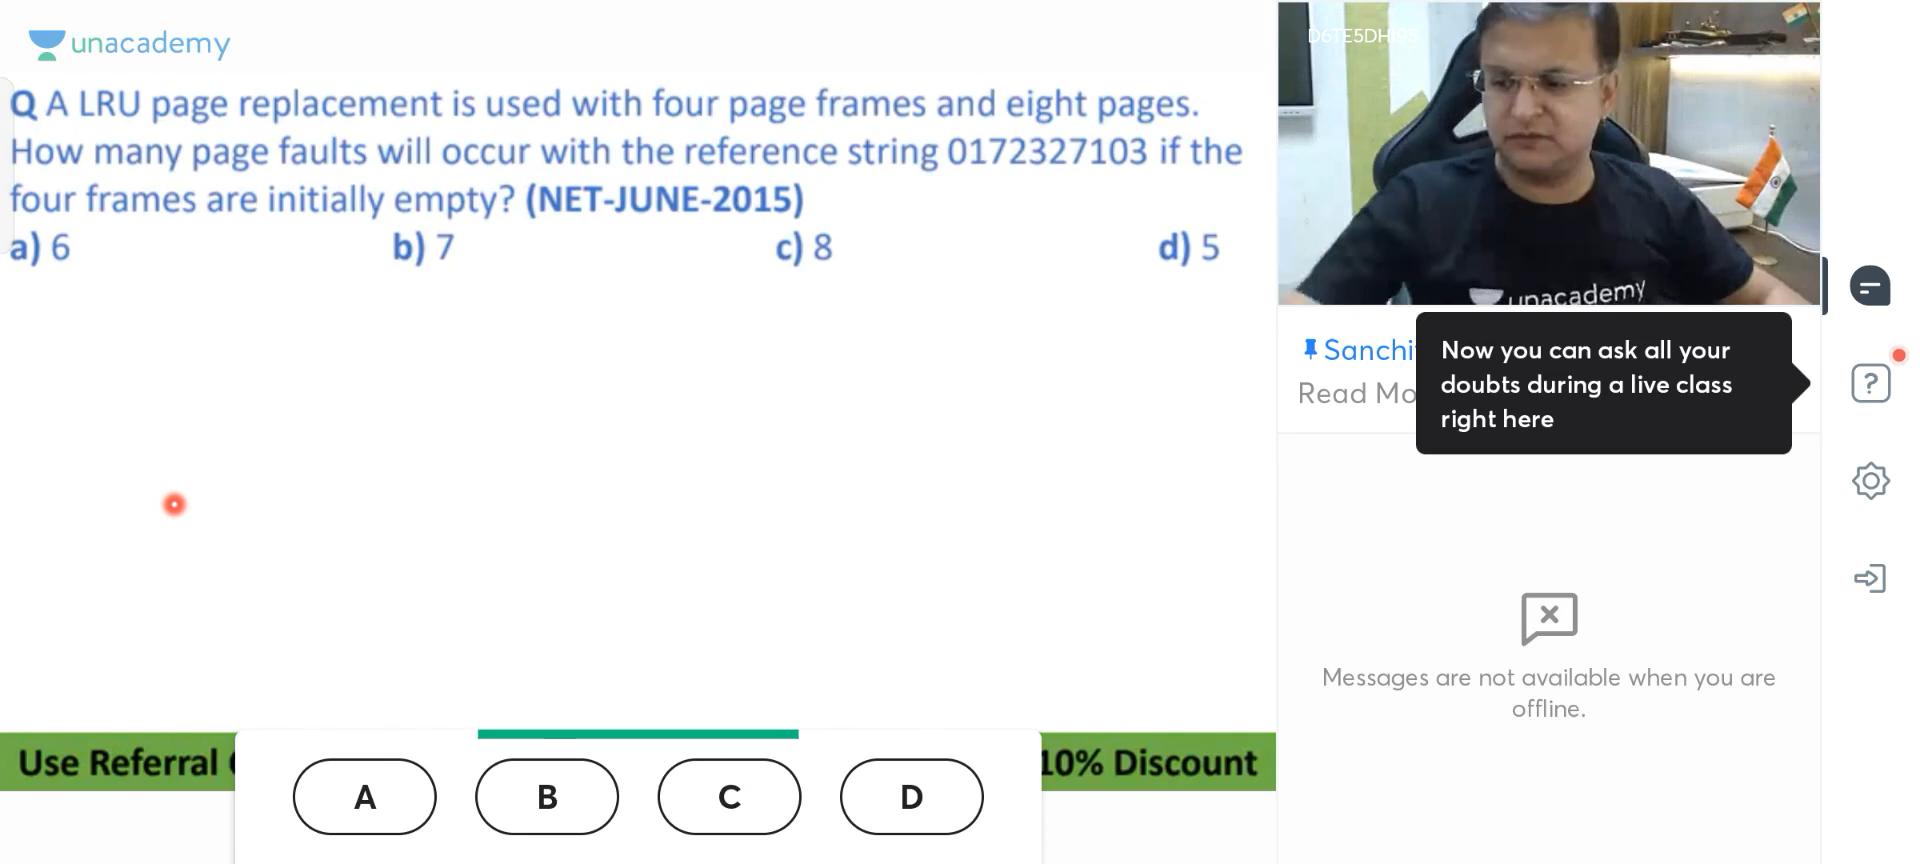 unacademy
Q A LRU page replacement is used with four page frames and eight pages.
How many page faults will occur with the reference string 0172327103 if the
four frames are initially empty? (NET-JUNE-2015)
a) 6 b) 7 c) 8 d) 5
unacademy
Now you can ask all your
doubts during a live class
right here
Read
Messages are not available when you are
offline.
Use Referral 10% Discount
A B C D